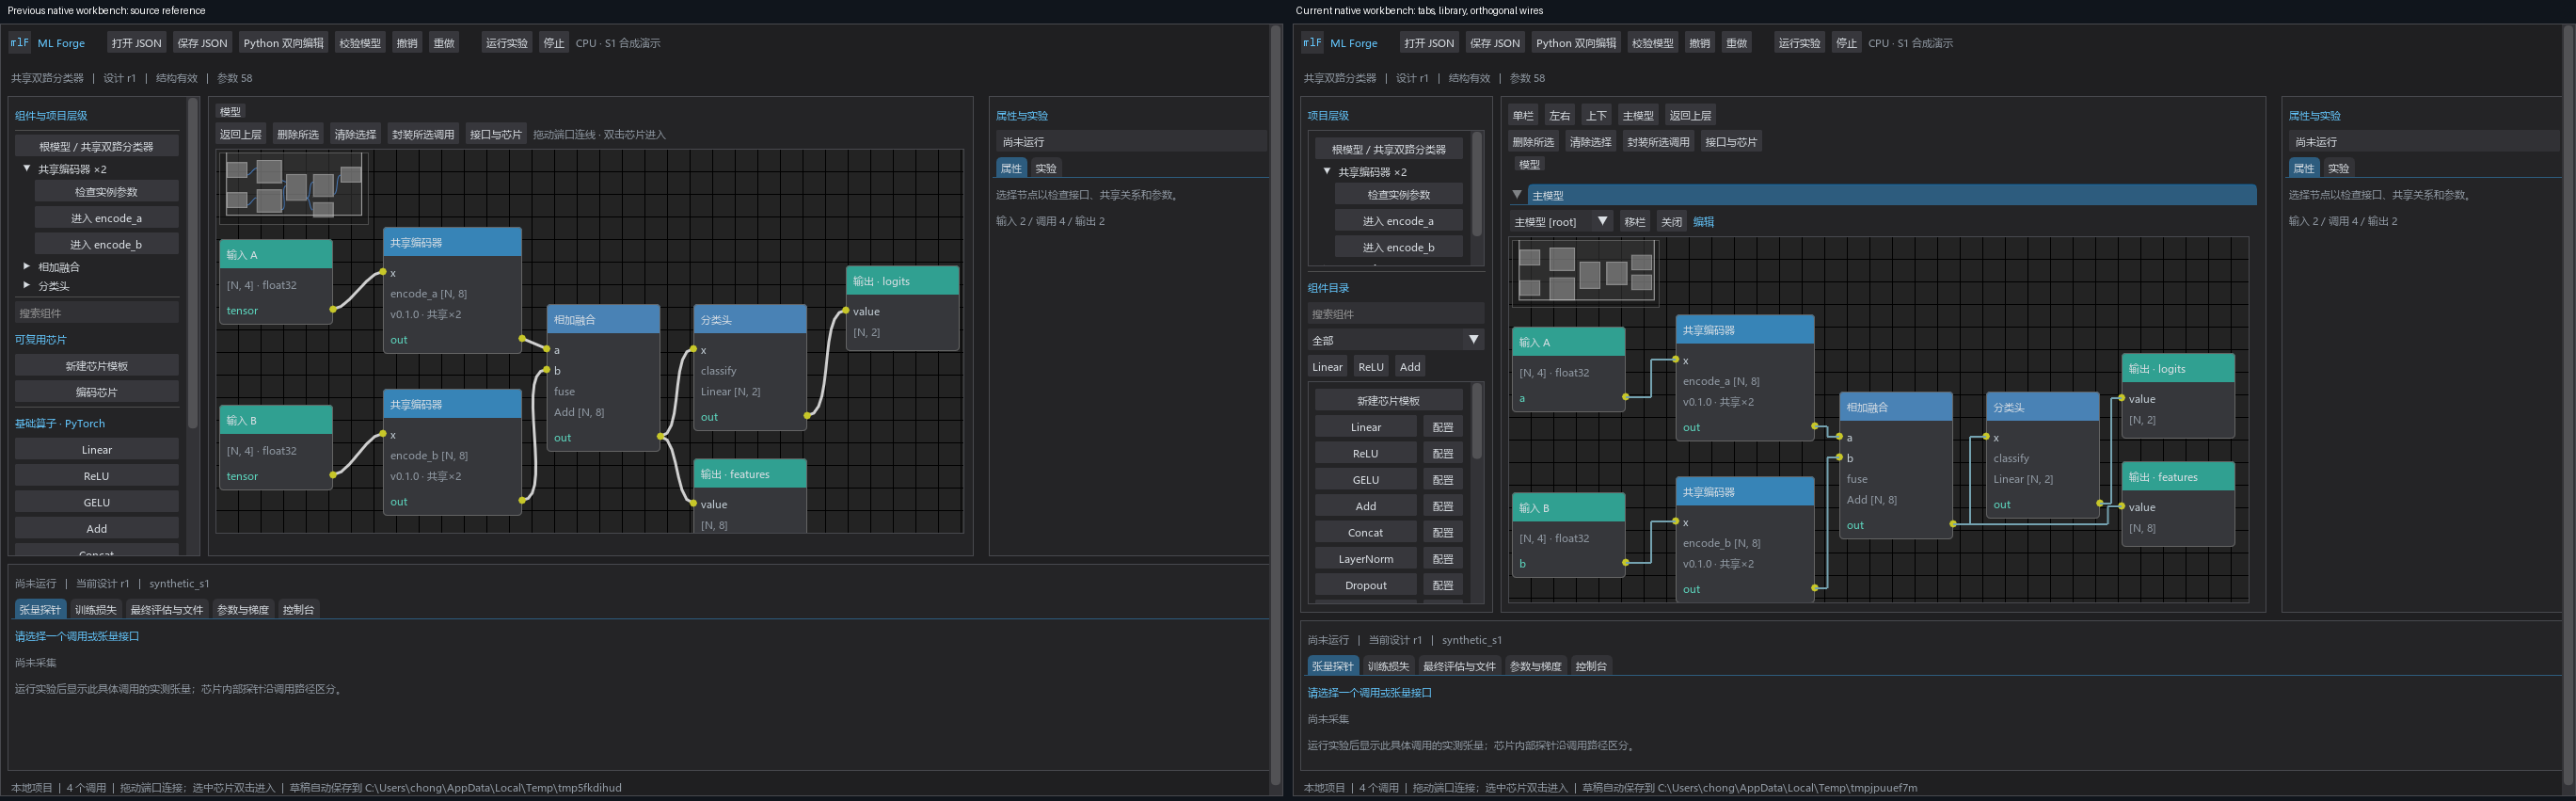 Previous native workbench: source reference
mlF ML Forge 打开 JSON 保存 JSON Python 双向编辑 校验模型 撤销 重做 运行实验 停止 CPU · S1 合成演示
共享双路分类器 | 设计 r1 | 结构有效 | 参数 58
组件与项目层级
根模型 / 共享双路分类器
共享编码器 ×2
检查实例参数
进入 encode_a
进入 encode_b
相加融合
分类头
搜索组件
可复用芯片
新建芯片模板
编码芯片
基础算子 · PyTorch
Linear
ReLU
GELU
Add
Concat
模型
返回上层 删除所选 清除选择 封装所选调用 接口与芯片 拖动端口连线 · 双击芯片进入
输入 A
[N, 4] · float32
tensor
输入 B
[N, 4] · float32
tensor
共享编码器
x
encode_a [N, 8]
v0.1.0 · 共享×2
out
共享编码器
x
encode_b [N, 8]
v0.1.0 · 共享×2
out
相加融合
a
b
fuse
Add [N, 8]
out
分类头
x
classify
Linear [N, 2]
out
输出 · features
value
[N, 8]
输出 · logits
value
[N, 2]
属性与实验
尚未运行
属性 实验
选择节点以检查接口、共享关系和参数。
输入 2 / 调用 4 / 输出 2
尚未运行 | 当前设计 r1 | synthetic_s1
张量探针 训练损失 最终评估与文件 参数与梯度 控制台
请选择一个调用或张量接口
尚未采集
运行实验后显示此具体调用的实测张量；芯片内部探针沿调用路径区分。
本地项目 | 4 个调用 | 拖动端口连接；选中芯片双击进入 | 草稿自动保存到 C:\Users\chong\AppData\Local\Temp\tmp5fkdihud
Current native workbench: tabs, library, orthogonal wires
mlF ML Forge 打开 JSON 保存 JSON Python 双向编辑 校验模型 撤销 重做 运行实验 停止 CPU · S1 合成演示
共享双路分类器 | 设计 r1 | 结构有效 | 参数 58
项目层级
根模型 / 共享双路分类器
共享编码器 ×2
检查实例参数
进入 encode_a
进入 encode_b
组件目录
搜索组件
全部
Linear ReLU Add
新建芯片模板
Linear 配置
ReLU 配置
GELU 配置
Add 配置
Concat 配置
LayerNorm 配置
Dropout 配置
单栏 左右 上下 主模型 返回上层
删除所选 清除选择 封装所选调用 接口与芯片
模型
主模型
主模型 [root] 移栏 关闭 编辑
输入 A
[N, 4] · float32
a
输入 B
[N, 4] · float32
b
共享编码器
x
encode_a [N, 8]
v0.1.0 · 共享×2
out
共享编码器
x
encode_b [N, 8]
v0.1.0 · 共享×2
out
相加融合
a
b
fuse
Add [N, 8]
out
分类头
x
classify
Linear [N, 2]
out
输出 · logits
value
[N, 2]
输出 · features
value
[N, 8]
属性与实验
尚未运行
属性 实验
选择节点以检查接口、共享关系和参数。
输入 2 / 调用 4 / 输出 2
尚未运行 | 当前设计 r1 | synthetic_s1
张量探针 训练损失 最终评估与文件 参数与梯度 控制台
请选择一个调用或张量接口
尚未采集
运行实验后显示此具体调用的实测张量；芯片内部探针沿调用路径区分。
本地项目 | 4 个调用 | 拖动端口连接；选中芯片双击进入 | 草稿自动保存到 C:\Users\chong\AppData\Local\Temp\tmpjpuuef7m